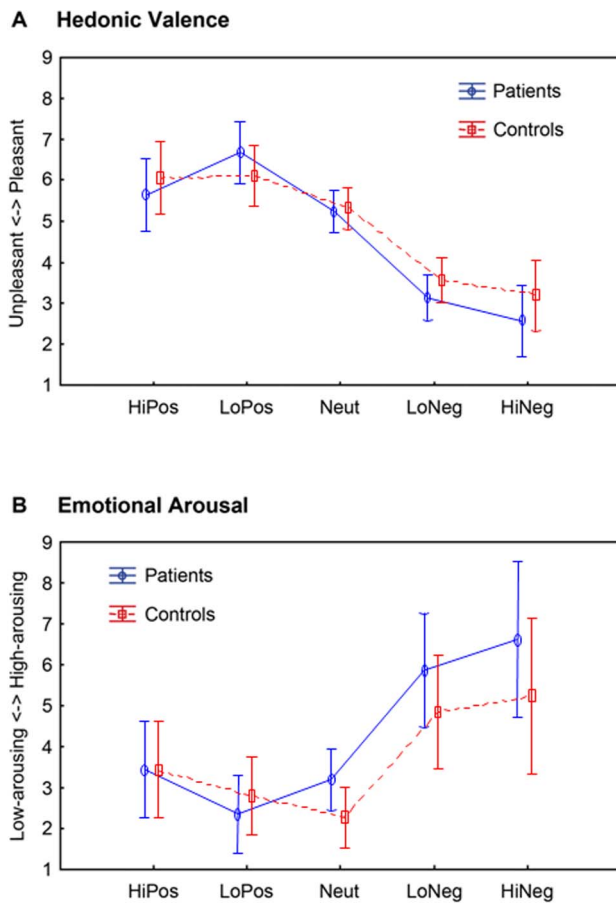 A Hedonic Valence
Unpleasant <-> Pleasant
9
8
7
6
5
4
3
2
1
Patients
Controls
HiPos LoPos Neut LoNeg HiNeg
B Emotional Arousal
Low-arousing <-> High-arousing
9
8
7
6
5
4
3
2
1
Patients
Controls
HiPos LoPos Neut LoNeg HiNeg